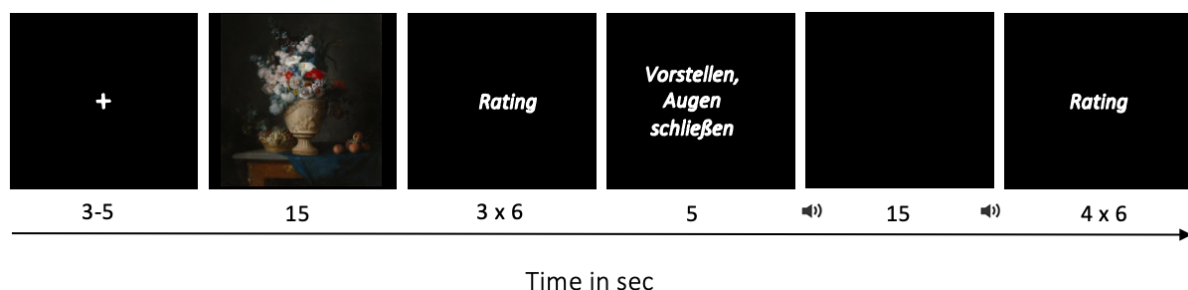 +
Rating
Vorstellen,
Augen
schließen
Rating
3-5
15
3 x 6
5
15
4 x 6
Time in sec